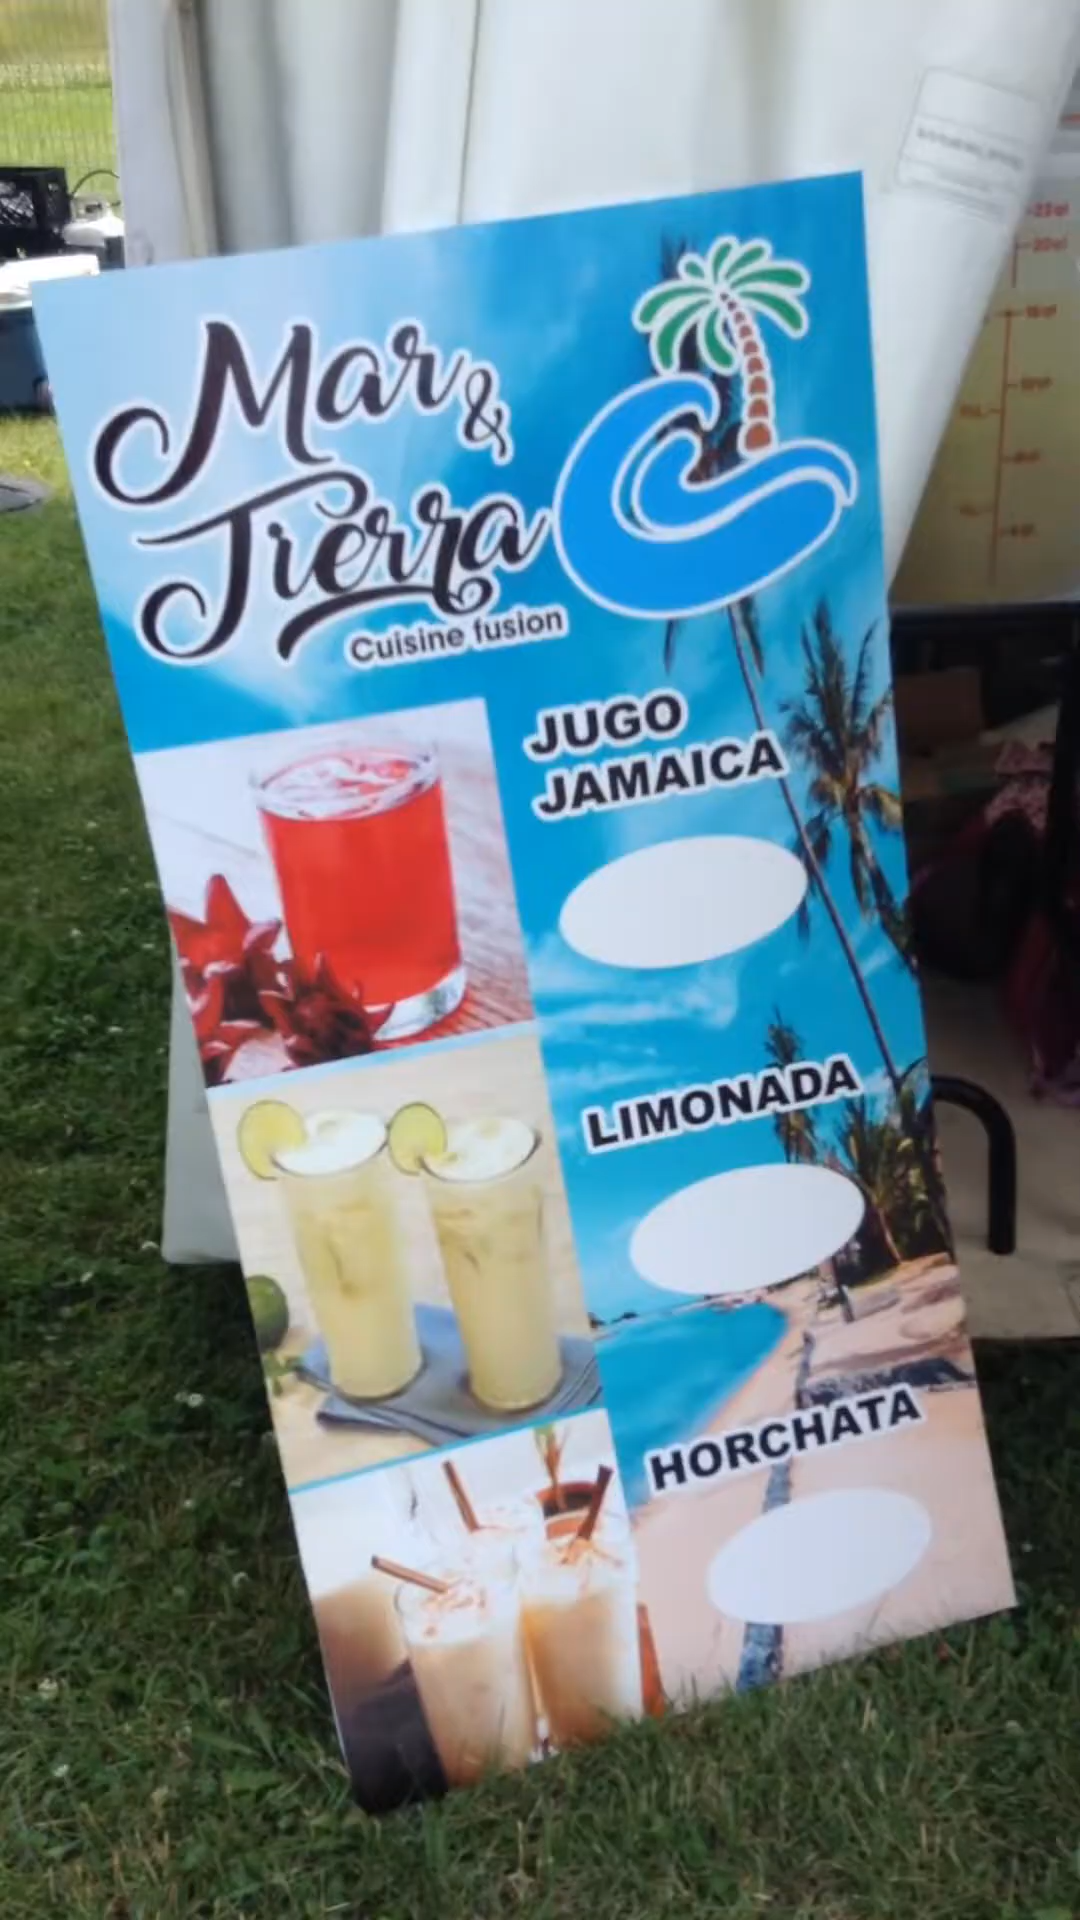 Mar &
Tierra
Cuisine fusion
JUGO
JAMAICA
LIMONADA
HORCHATA